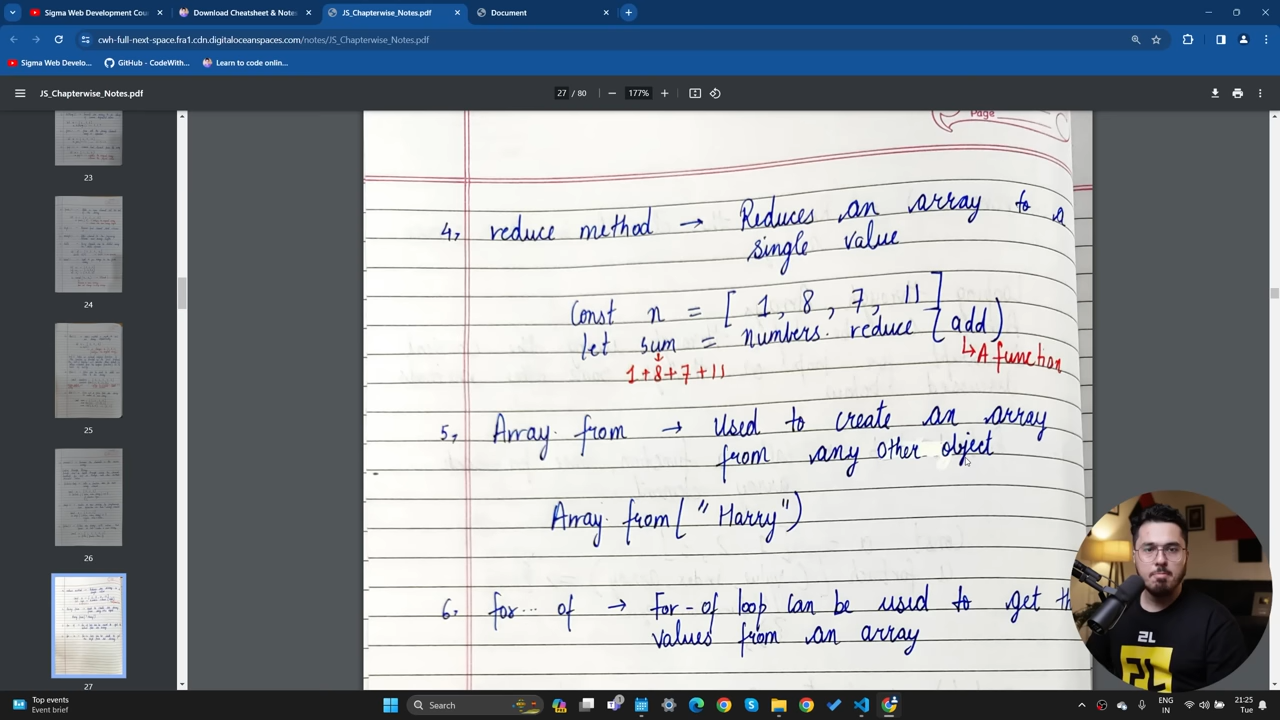 Sigma Web Development Cou
Download Cheatsheet & Notes
JS_Chapterwise_Notes.pdf
Document
cwh-full-next-space.fra1.cdn.digitaloceanspaces.com/notes/JS_Chapterwise_Notes.pdf
Sigma Web Develo...
GitHub - CodeWith...
Learn to code onlin...
JS_Chapterwise_Notes.pdf
27 / 80
177%
23
24
25
26
27
Page
4, reduce method → Reduces an array to a
single value
Const n = [ 1, 8, 7, 11 ]
let sum = numbers. reduce (add)
↳ A function
1+8+7+11
5, Array. from → Used to create an array
from any other object
Array. from ("Harry")
6, for... of → For-of loop can be used to get th
values from an array
2L
Top events
Event brief
Search
ENG
IN
21:25
Tue